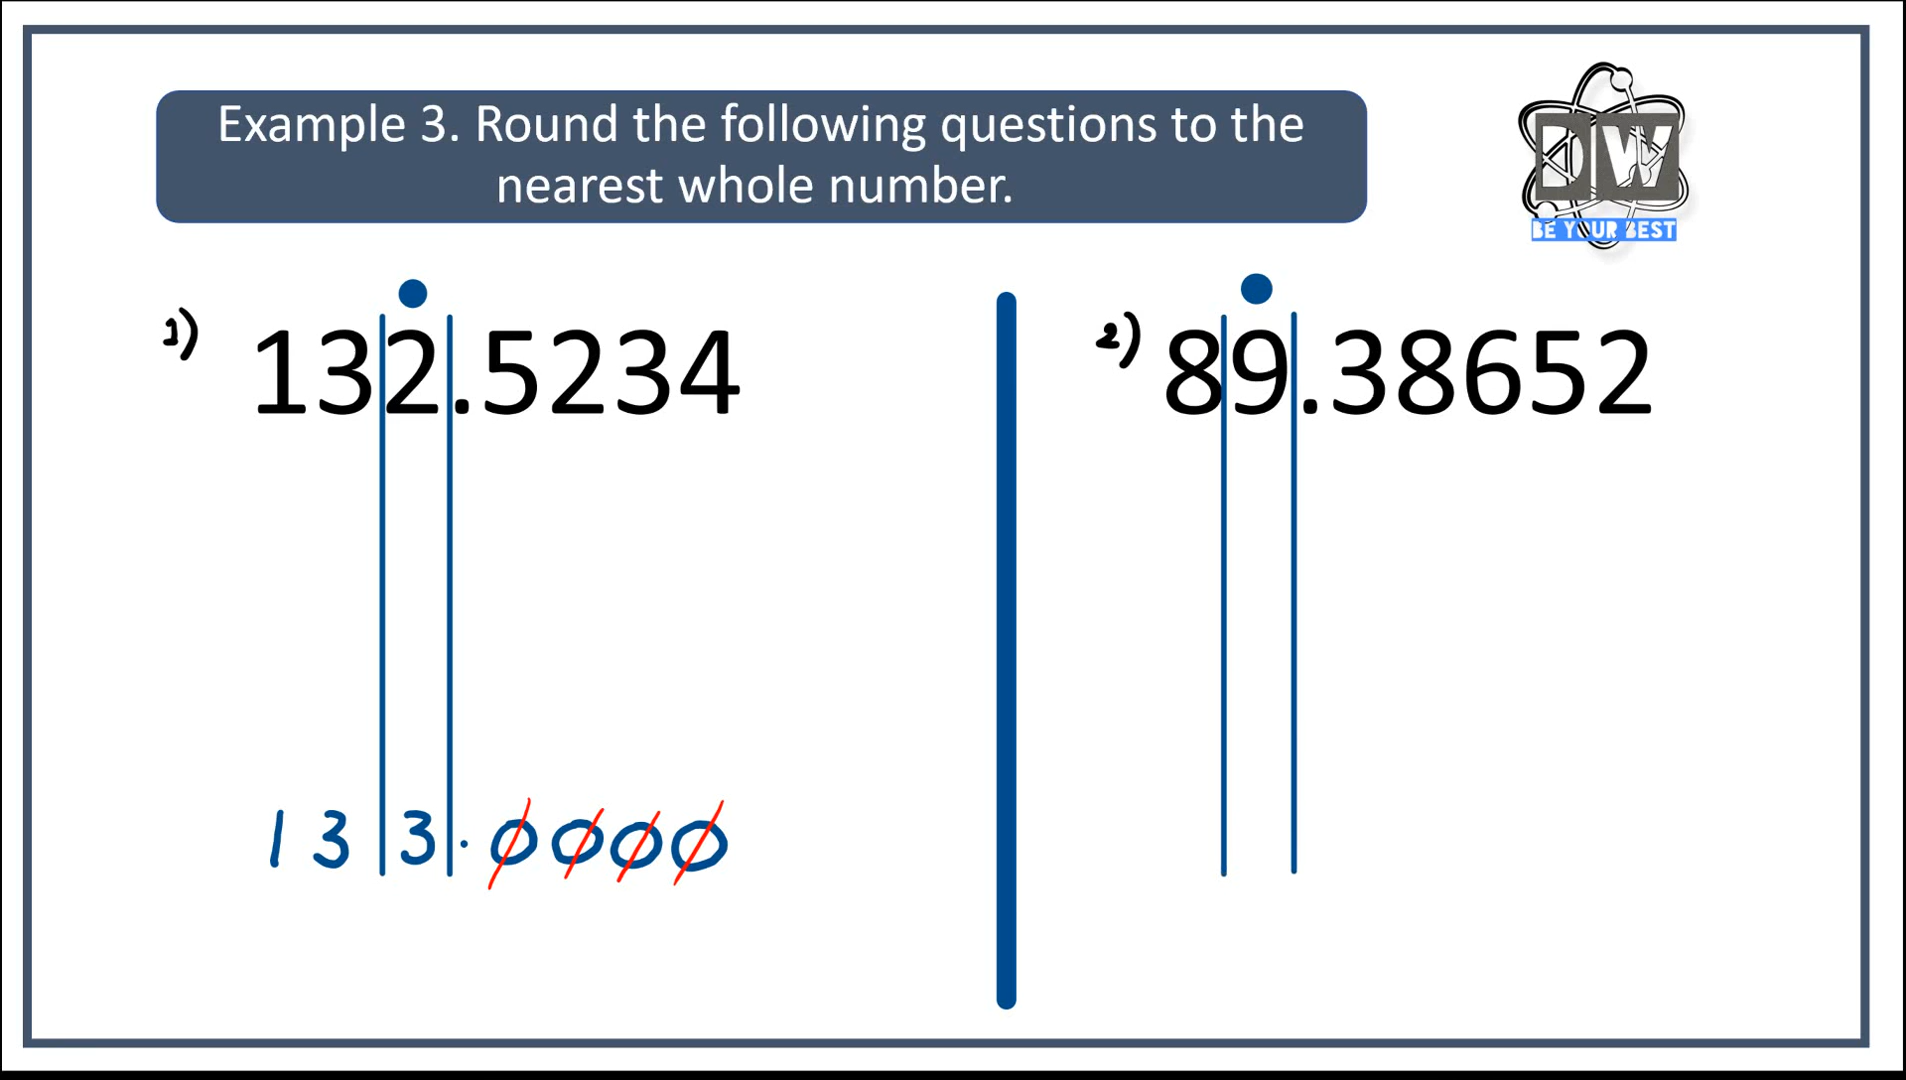 Example 3. Round the following questions to the
nearest whole number.
DW
BE YOUR BEST
1) 132.5234
2) 89.38652
133.0000